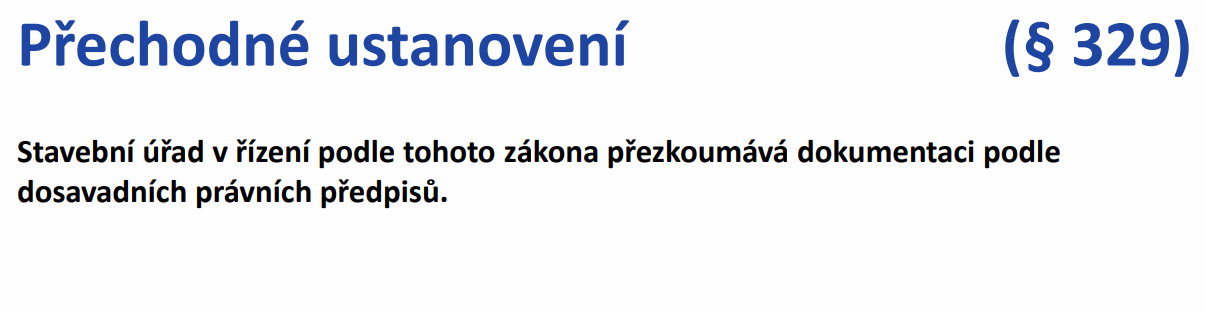 Přechodné ustanovení (§ 329)
Stavební úřad v řízení podle tohoto zákona přezkoumává dokumentaci podle
dosavadních právních předpisů.